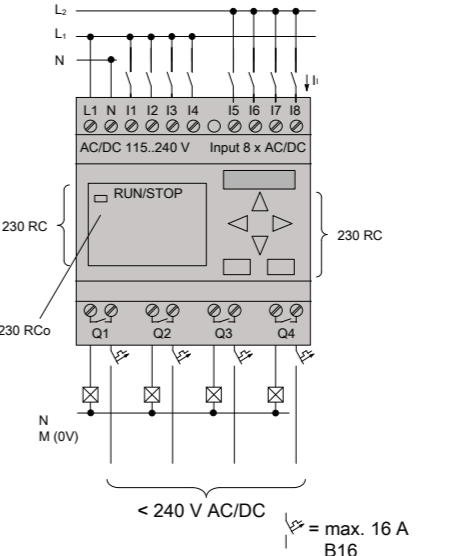 L2
L1
N
I
L1 N I1 I2 I3 I4 I5 I6 I7 I8
AC/DC 115..240 V Input 8 x AC/DC
RUN/STOP
230 RC
230 RC
230 RCo
Q1 Q2 Q3 Q4
N
M (0V)
< 240 V AC/DC
= max. 16 A
B16